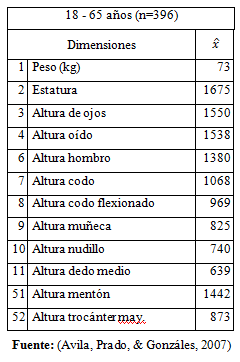 18 - 65 años (n=396)
Dimensiones x̂
1 Peso (kg) 73
2 Estatura 1675
3 Altura de ojos 1550
4 Altura oído 1538
6 Altura hombro 1380
7 Altura codo 1068
8 Altura codo flexionado 969
9 Altura muñeca 825
10 Altura nudillo 740
11 Altura dedo medio 639
51 Altura mentón 1442
52 Altura trocánter may. 873
Fuente: (Avila, Prado, & Gonzáles, 2007)